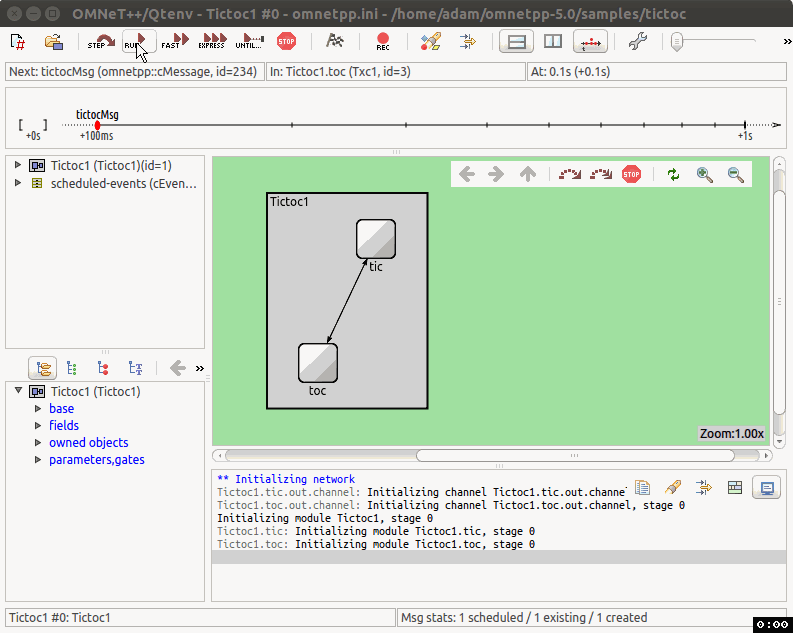 OMNeT++/Qtenv - Tictoc1 #0 - omnetpp.ini - /home/adam/omnetpp-5.0/samples/tictoc
STEP RUN FAST EXPRESS UNTIL... STOP REC »
Next: tictocMsg (omnetpp::cMessage, id=234) In: Tictoc1.toc (Txc1, id=3) At: 0.1s (+0.1s)
tictocMsg
[ ]
+0s +100ms +1s
Tictoc1 (Tictoc1)(id=1)
scheduled-events (cEven...
STOP
Tictoc1
tic
toc
Zoom:1.00x
»
Tictoc1 (Tictoc1)
base
fields
owned objects
parameters,gates
** Initializing network
Tictoc1.tic.out.channel: Initializing channel Tictoc1.tic.out.channel
Tictoc1.toc.out.channel: Initializing channel Tictoc1.toc.out.channel, stage 0
Initializing module Tictoc1, stage 0
Tictoc1.tic: Initializing module Tictoc1.tic, stage 0
Tictoc1.toc: Initializing module Tictoc1.toc, stage 0
Tictoc1 #0: Tictoc1 Msg stats: 1 scheduled / 1 existing / 1 created
0:00